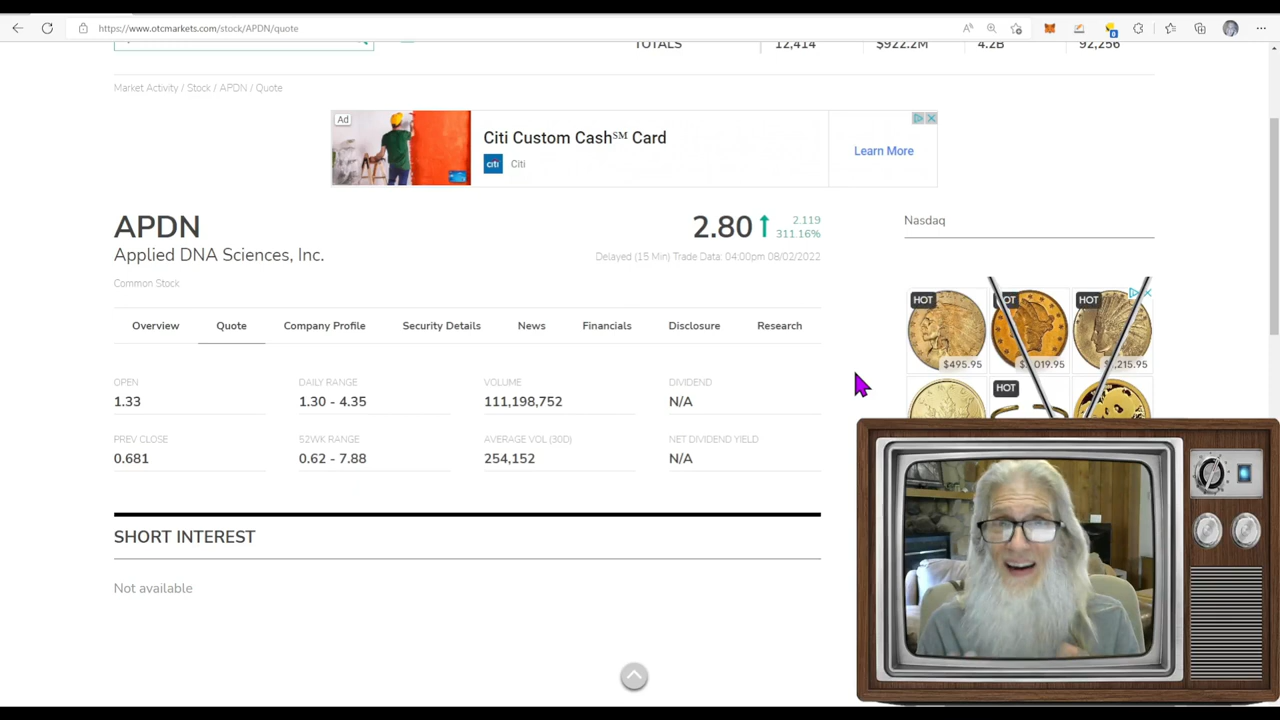 https://www.otcmarkets.com/stock/APDN/quote
TOTALS 12,414 $922.2M 4.2B 92,256
Market Activity / Stock / APDN / Quote
Ad
Citi Custom Cash℠ Card
citi Citi
Learn More
APDN
2.80 2.119
311.16%
Applied DNA Sciences, Inc.
Delayed (15 Min) Trade Data: 04:00pm 08/02/2022
Common Stock
Nasdaq
Overview Quote Company Profile Security Details News Financials Disclosure Research
HOT HOT HOT
$495.95 ,019.95 ,215.95
HOT
OPEN DAILY RANGE VOLUME DIVIDEND
1.33 1.30 - 4.35 111,198,752 N/A
PREV CLOSE 52WK RANGE AVERAGE VOL (30D) NET DIVIDEND YIELD
0.681 0.62 - 7.88 254,152 N/A
SHORT INTEREST
Not available